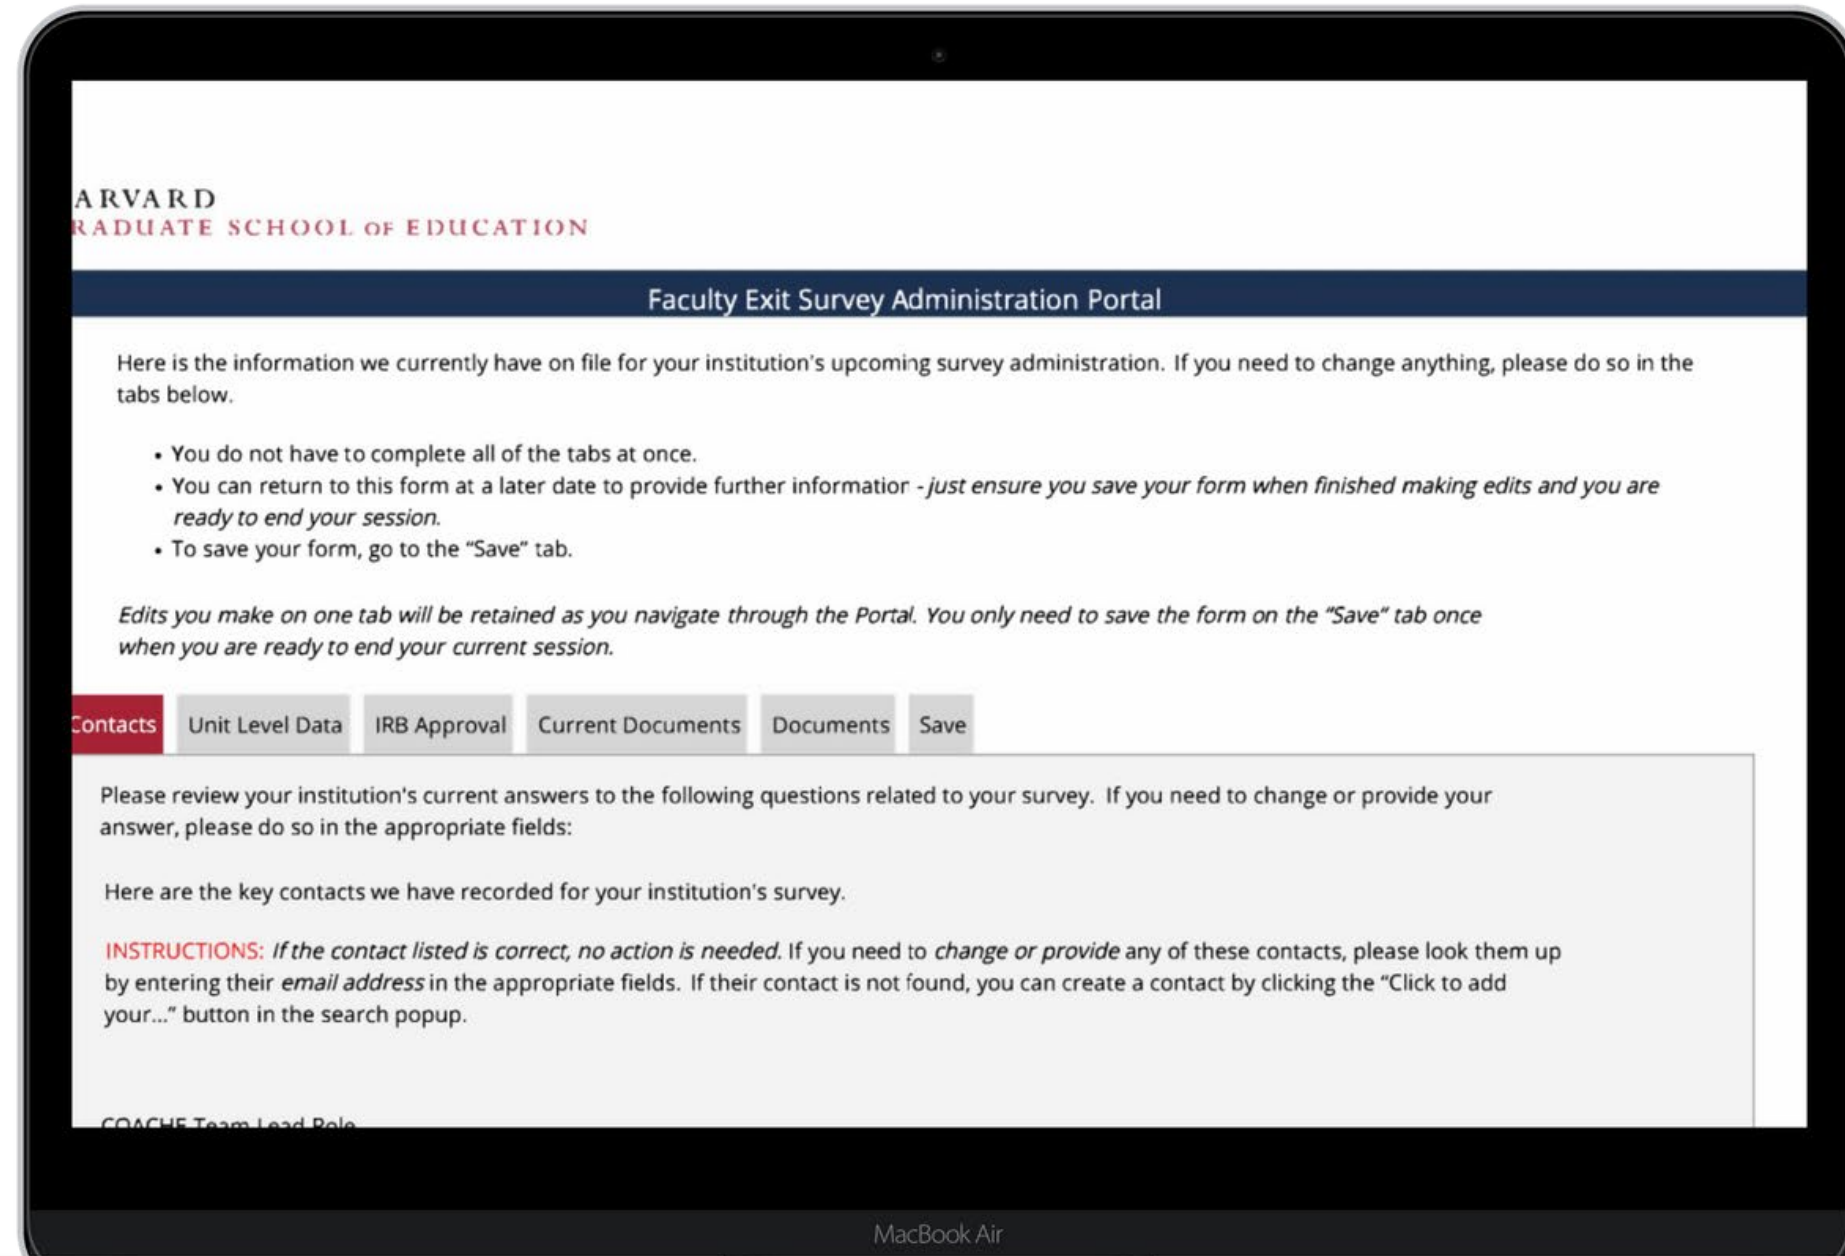 ARVARD
RADUATE SCHOOL OF EDUCATION
Faculty Exit Survey Administration Portal
Here is the information we currently have on file for your institution's upcoming survey administration. If you need to change anything, please do so in the
tabs below.
• You do not have to complete all of the tabs at once.
• You can return to this form at a later date to provide further information - just ensure you save your form when finished making edits and you are
ready to end your session.
• To save your form, go to the “Save” tab.
Edits you make on one tab will be retained as you navigate through the Portal. You only need to save the form on the “Save” tab once
when you are ready to end your current session.
Contacts Unit Level Data IRB Approval Current Documents Documents Save
Please review your institution's current answers to the following questions related to your survey. If you need to change or provide your
answer, please do so in the appropriate fields:
Here are the key contacts we have recorded for your institution's survey.
INSTRUCTIONS: If the contact listed is correct, no action is needed. If you need to change or provide any of these contacts, please look them up
by entering their email address in the appropriate fields. If their contact is not found, you can create a contact by clicking the “Click to add
your...” button in the search popup.
COACHE Team Lead Role
MacBook Air